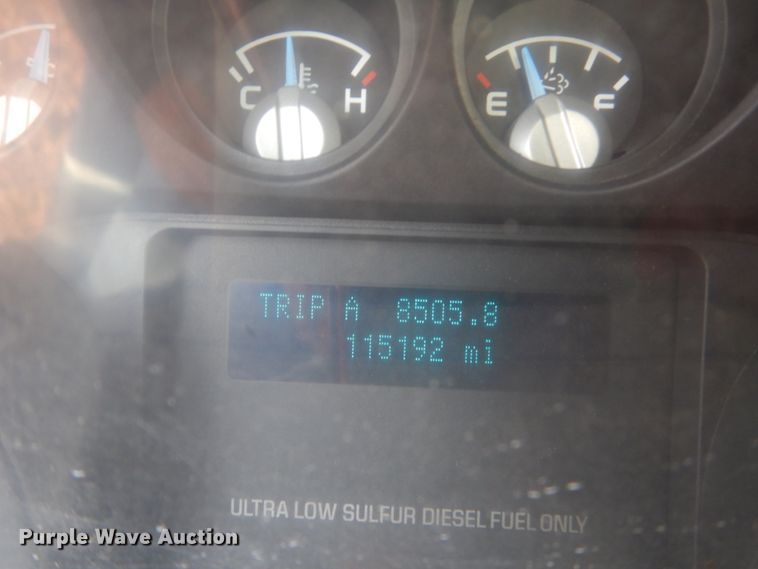 C H
E F
TRIP A 8505.8
115192 mi
ULTRA LOW SULFUR DIESEL FUEL ONLY
Purple Wave Auction®